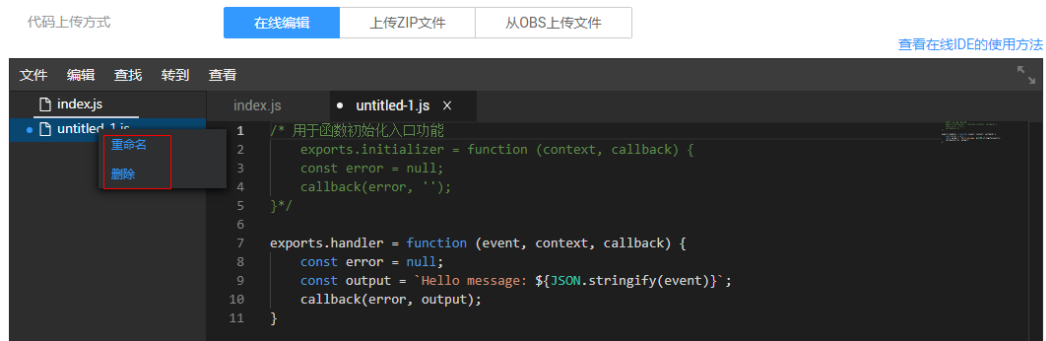 代码上传方式 在线编辑 上传ZIP文件 从OBS上传文件
查看在线IDE的使用方法
文件 编辑 查找 转到 查看
index.js
untitled-1.js
重命名
删除
index.js untitled-1.js ×
1 /* 用于函数初始化入口功能
2 exports.initializer = function (context, callback) {
3 const error = null;
4 callback(error, '');
5 }*/
6
7 exports.handler = function (event, context, callback) {
8 const error = null;
9 const output = `Hello message: ${JSON.stringify(event)}`;
10 callback(error, output);
11 }